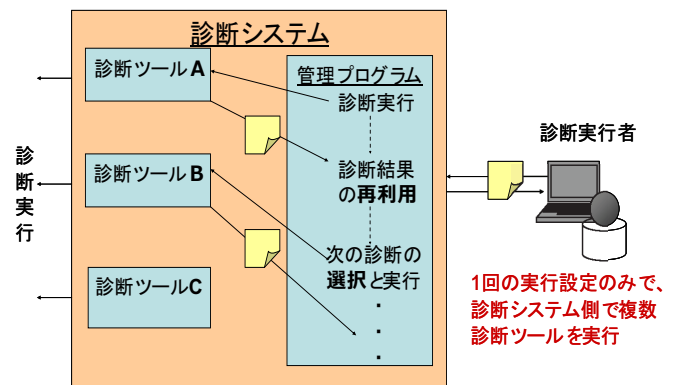 診断システム
診断ツールA
管理プログラム
診断実行
診断結果
の再利用
診断ツールB
次の診断の
選択と実行
・
・
・
診断ツールC
診断実行
診断実行者
1回の実行設定のみで、
診断システム側で複数
診断ツールを実行